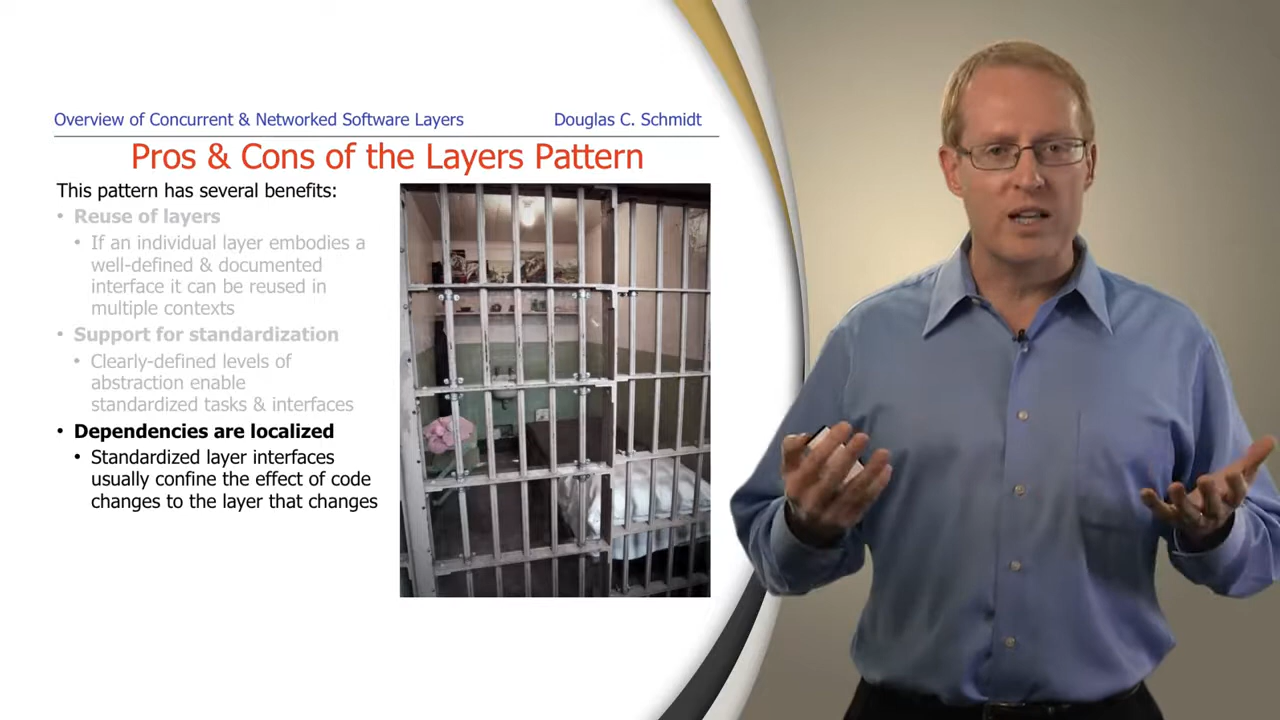 Overview of Concurrent & Networked Software Layers Douglas C. Schmidt
Pros & Cons of the Layers Pattern
This pattern has several benefits:
• Reuse of layers
• If an individual layer embodies a
well-defined & documented
interface it can be reused in
multiple contexts
• Support for standardization
• Clearly-defined levels of
abstraction enable
standardized tasks & interfaces
• Dependencies are localized
• Standardized layer interfaces
usually confine the effect of code
changes to the layer that changes